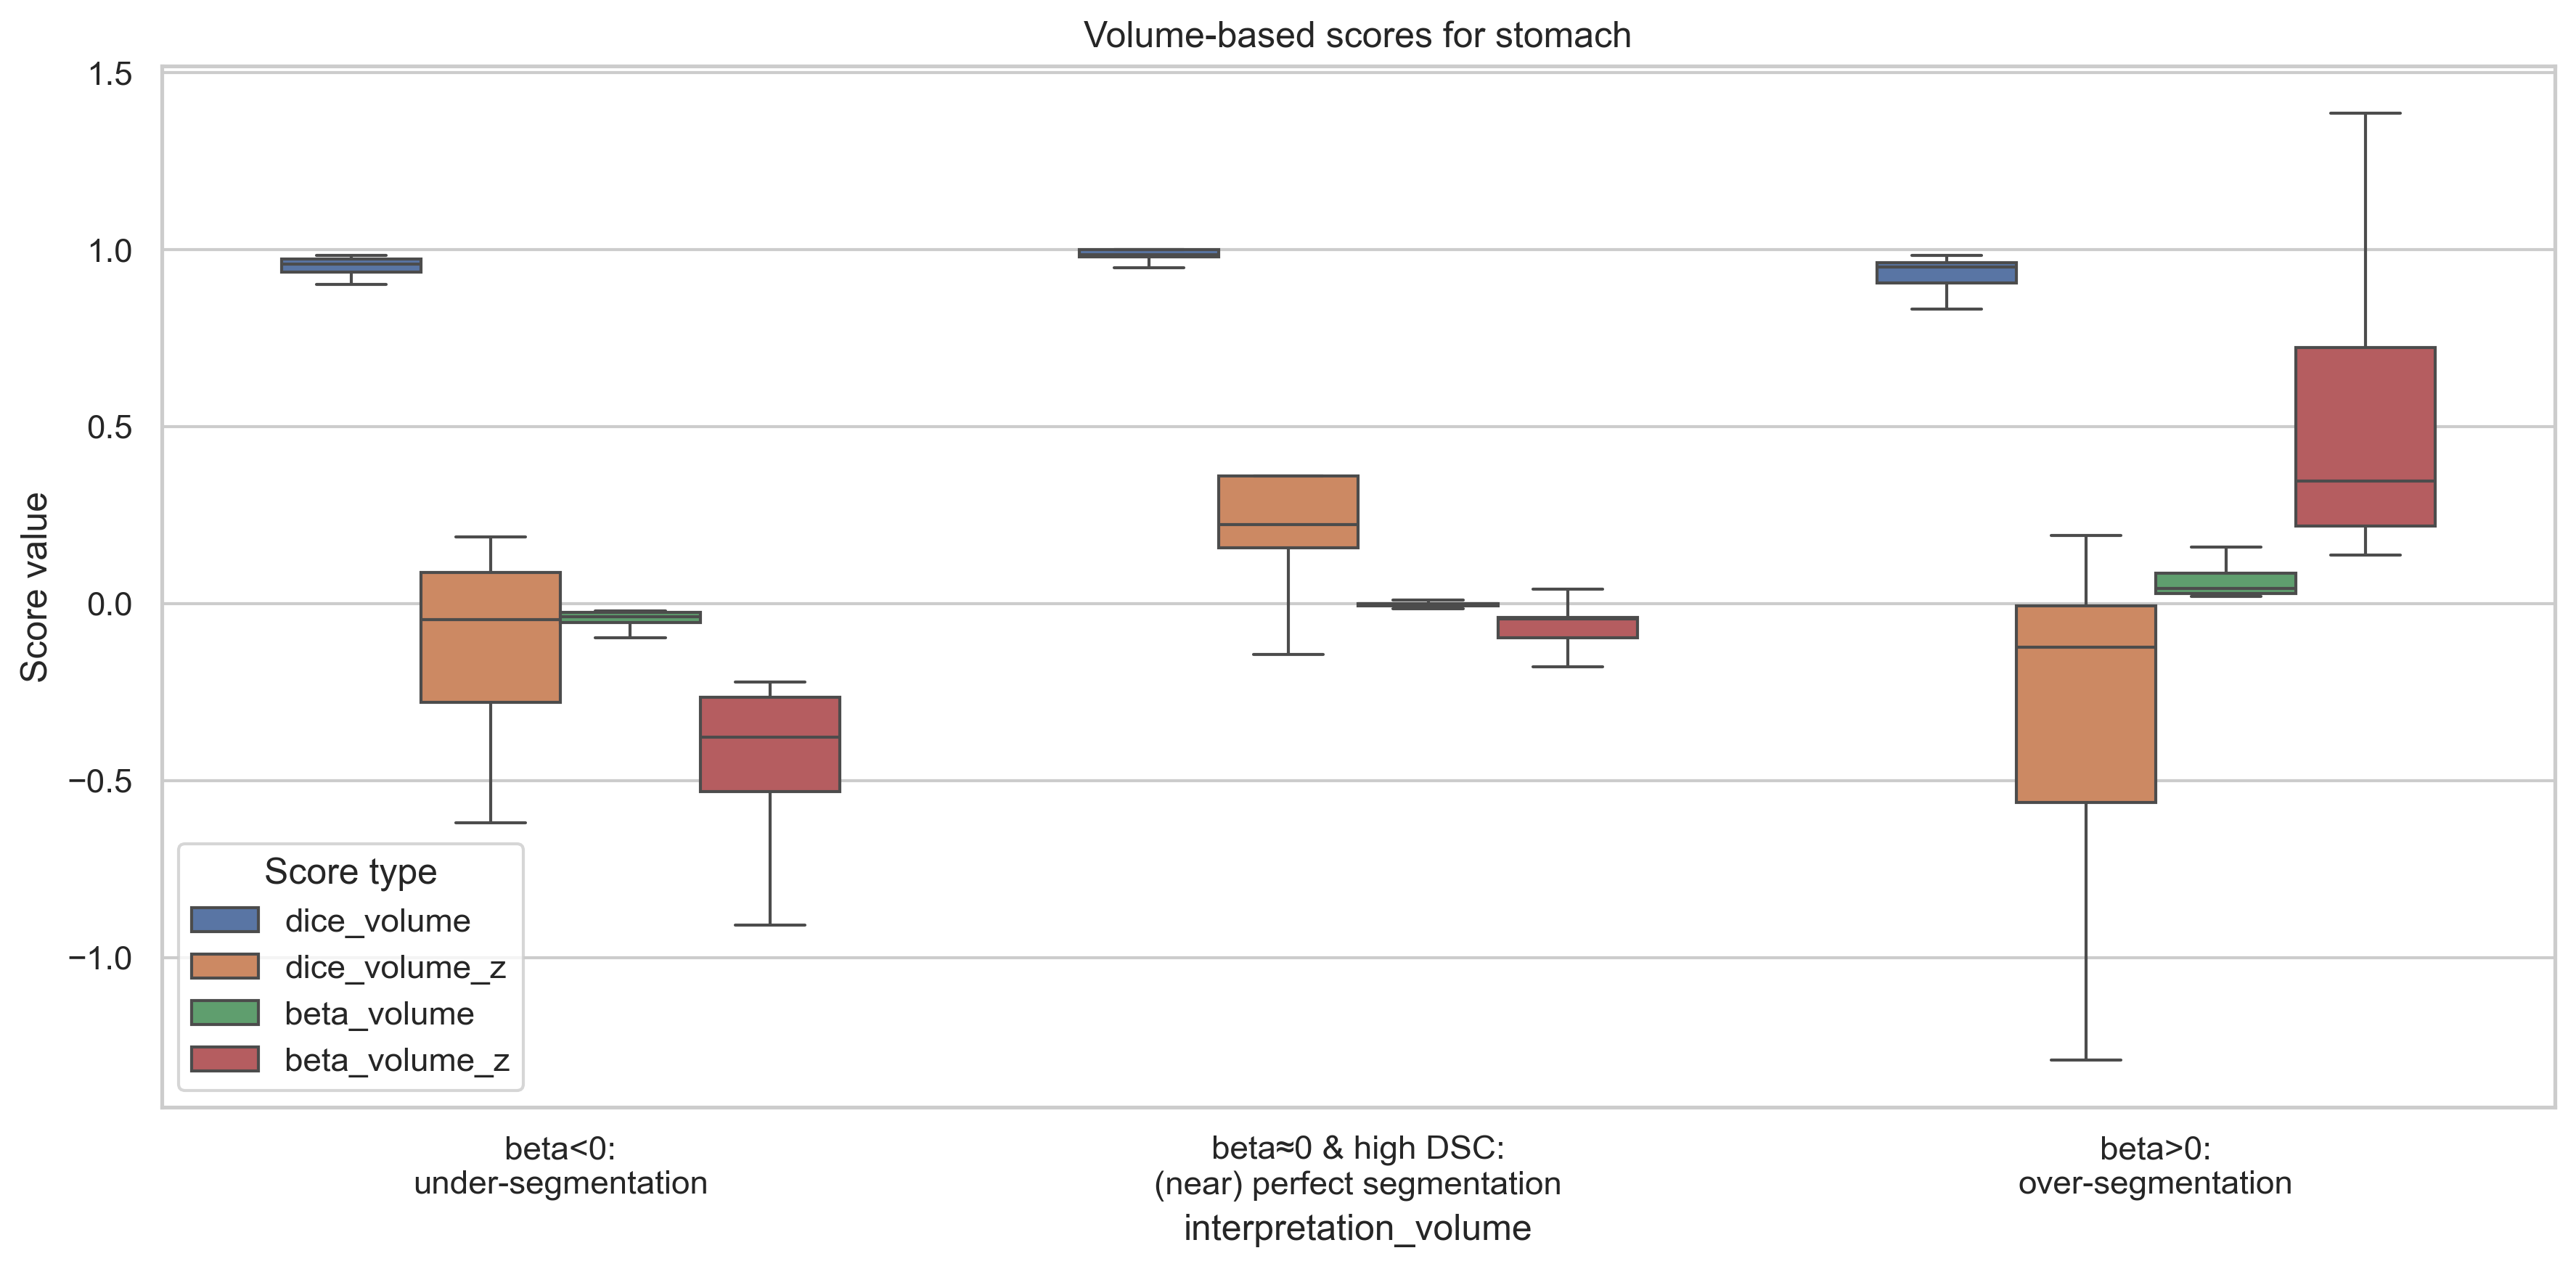 Volume-based scores for stomach
Score value
1.5
1.0
0.5
0.0
−0.5
−1.0
Score type
dice_volume
dice_volume_z
beta_volume
beta_volume_z
beta<0:
under-segmentation
beta≈0 & high DSC:
(near) perfect segmentation
beta>0:
over-segmentation
interpretation_volume